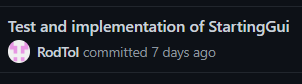 Test and implementation of StartingGui
RodTol committed 7 days ago